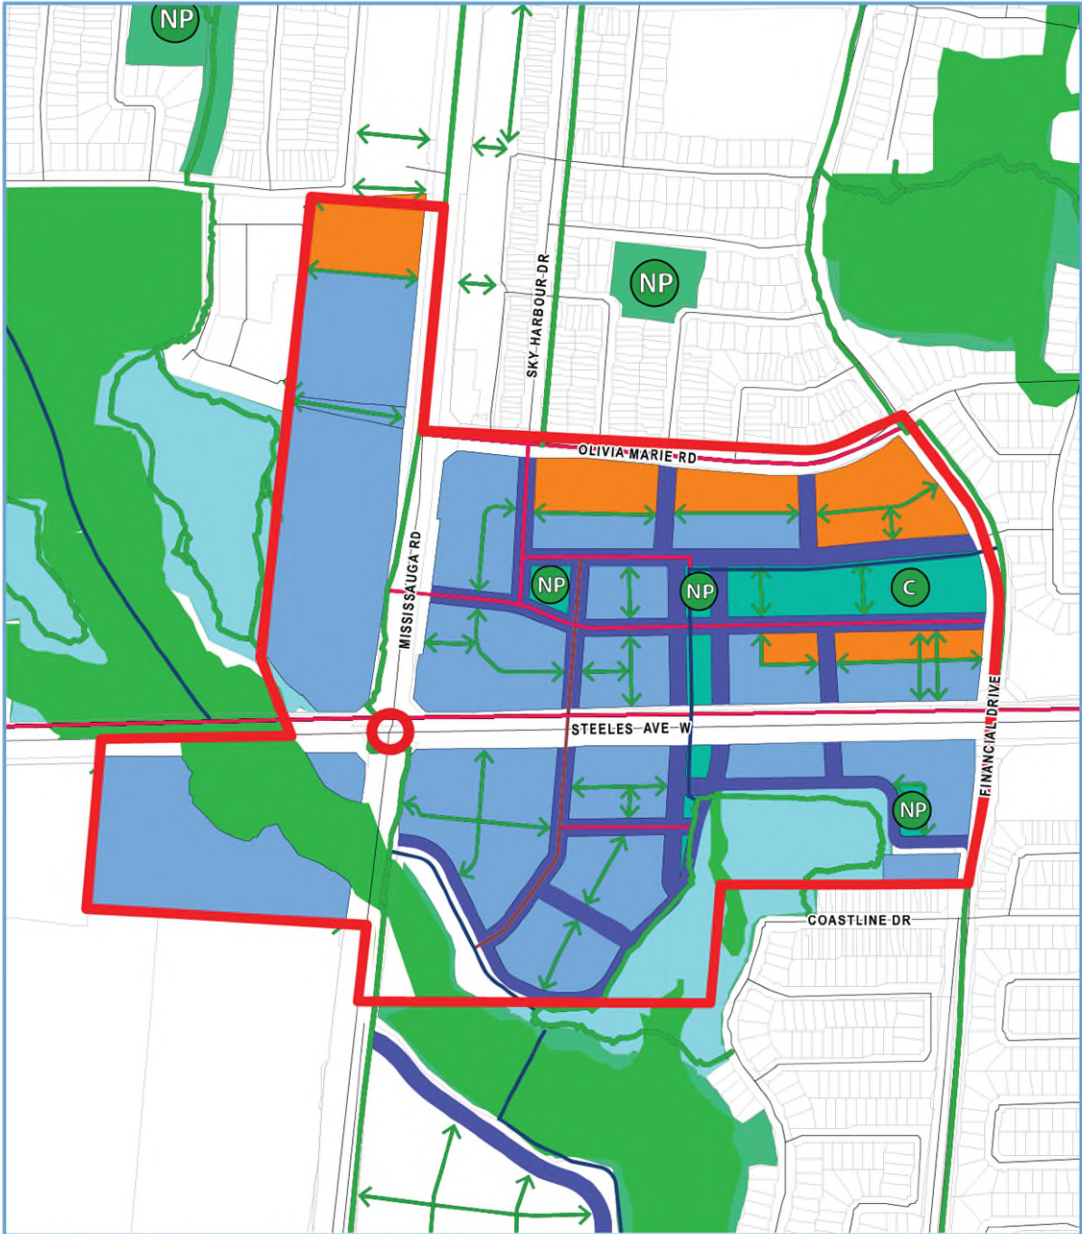 NP
NP
SKY HARBOUR DR
OLIVIA MARIE RD
MISSISSAUGA RD
NP
NP
C
STEELES AVE W
FINANCIAL DRIVE
NP
COASTLINE DR